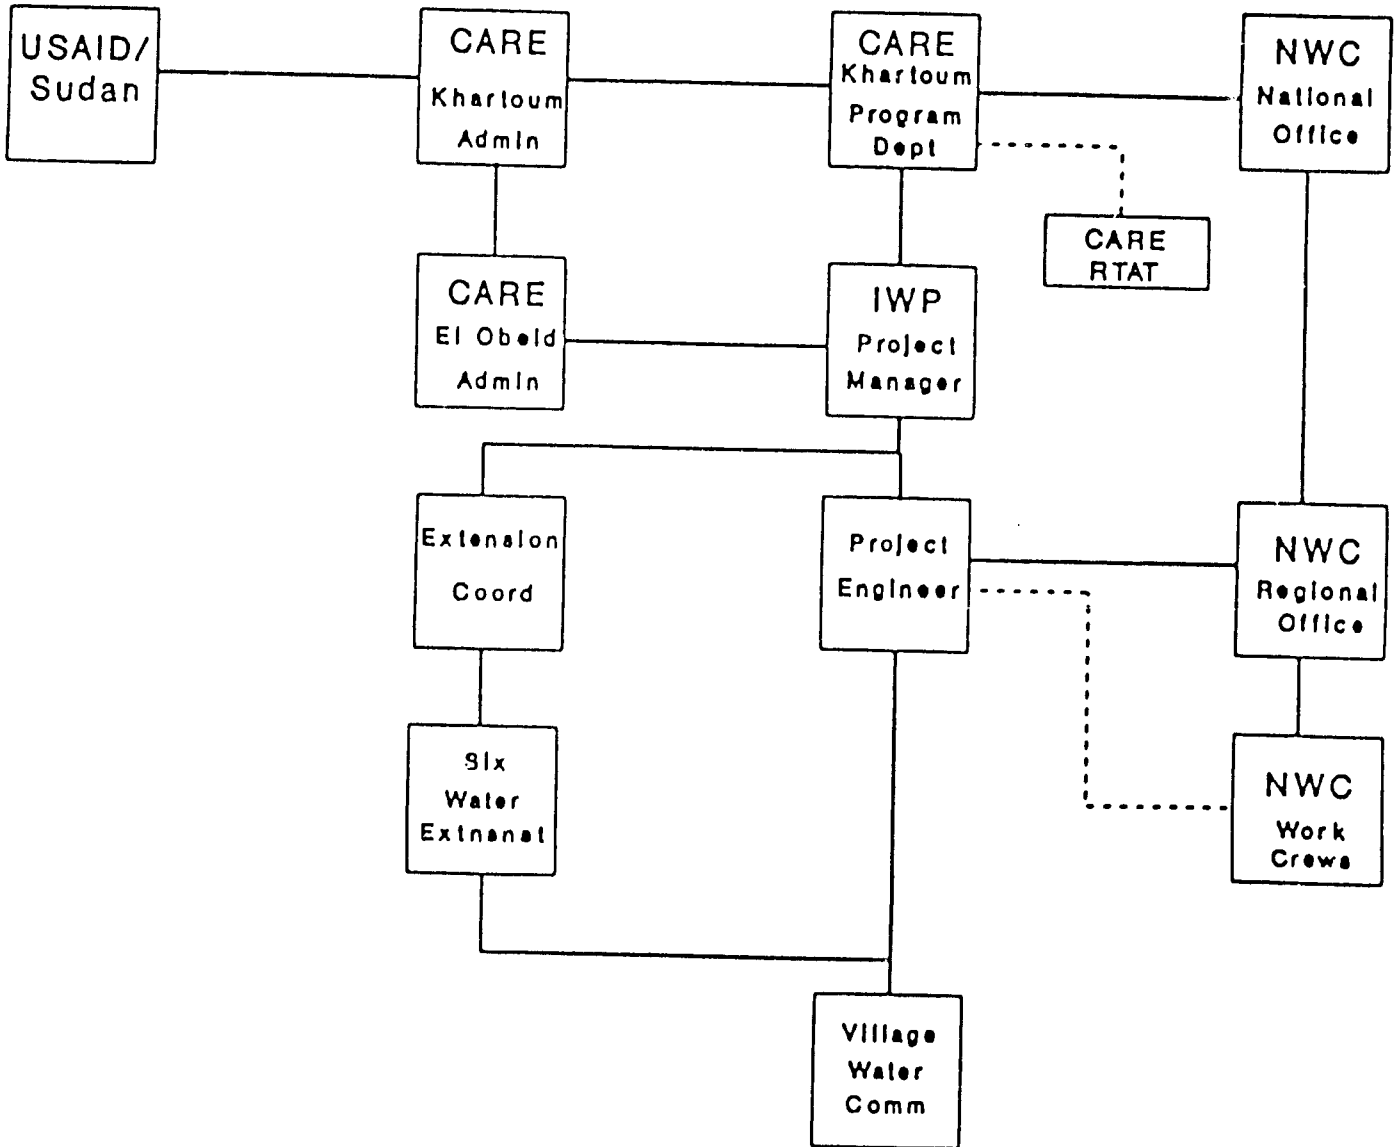 USAID/
Sudan
CARE
Khartoum
Admin
CARE
Khartoum
Program
Dept
NWC
National
Office
CARE
RTAT
CARE
El Obeid
Admin
IWP
Project
Manager
Extension
Coord
Project
Engineer
NWC
Regional
Office
Six
Water
Extnsnst
NWC
Work
Crews
Village
Water
Comm